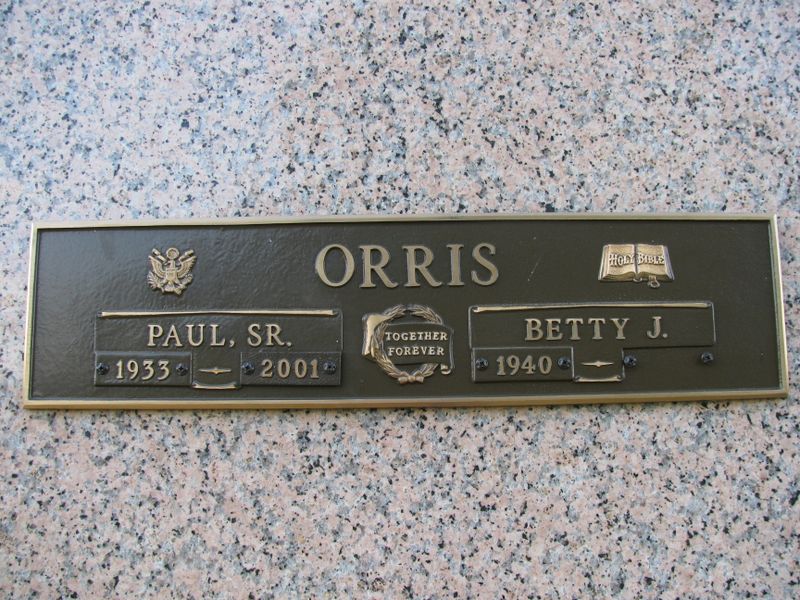 ORRIS
HOLY BIBLE
PAUL, SR.
1933 – 2001
TOGETHER
FOREVER
BETTY J.
1940 –